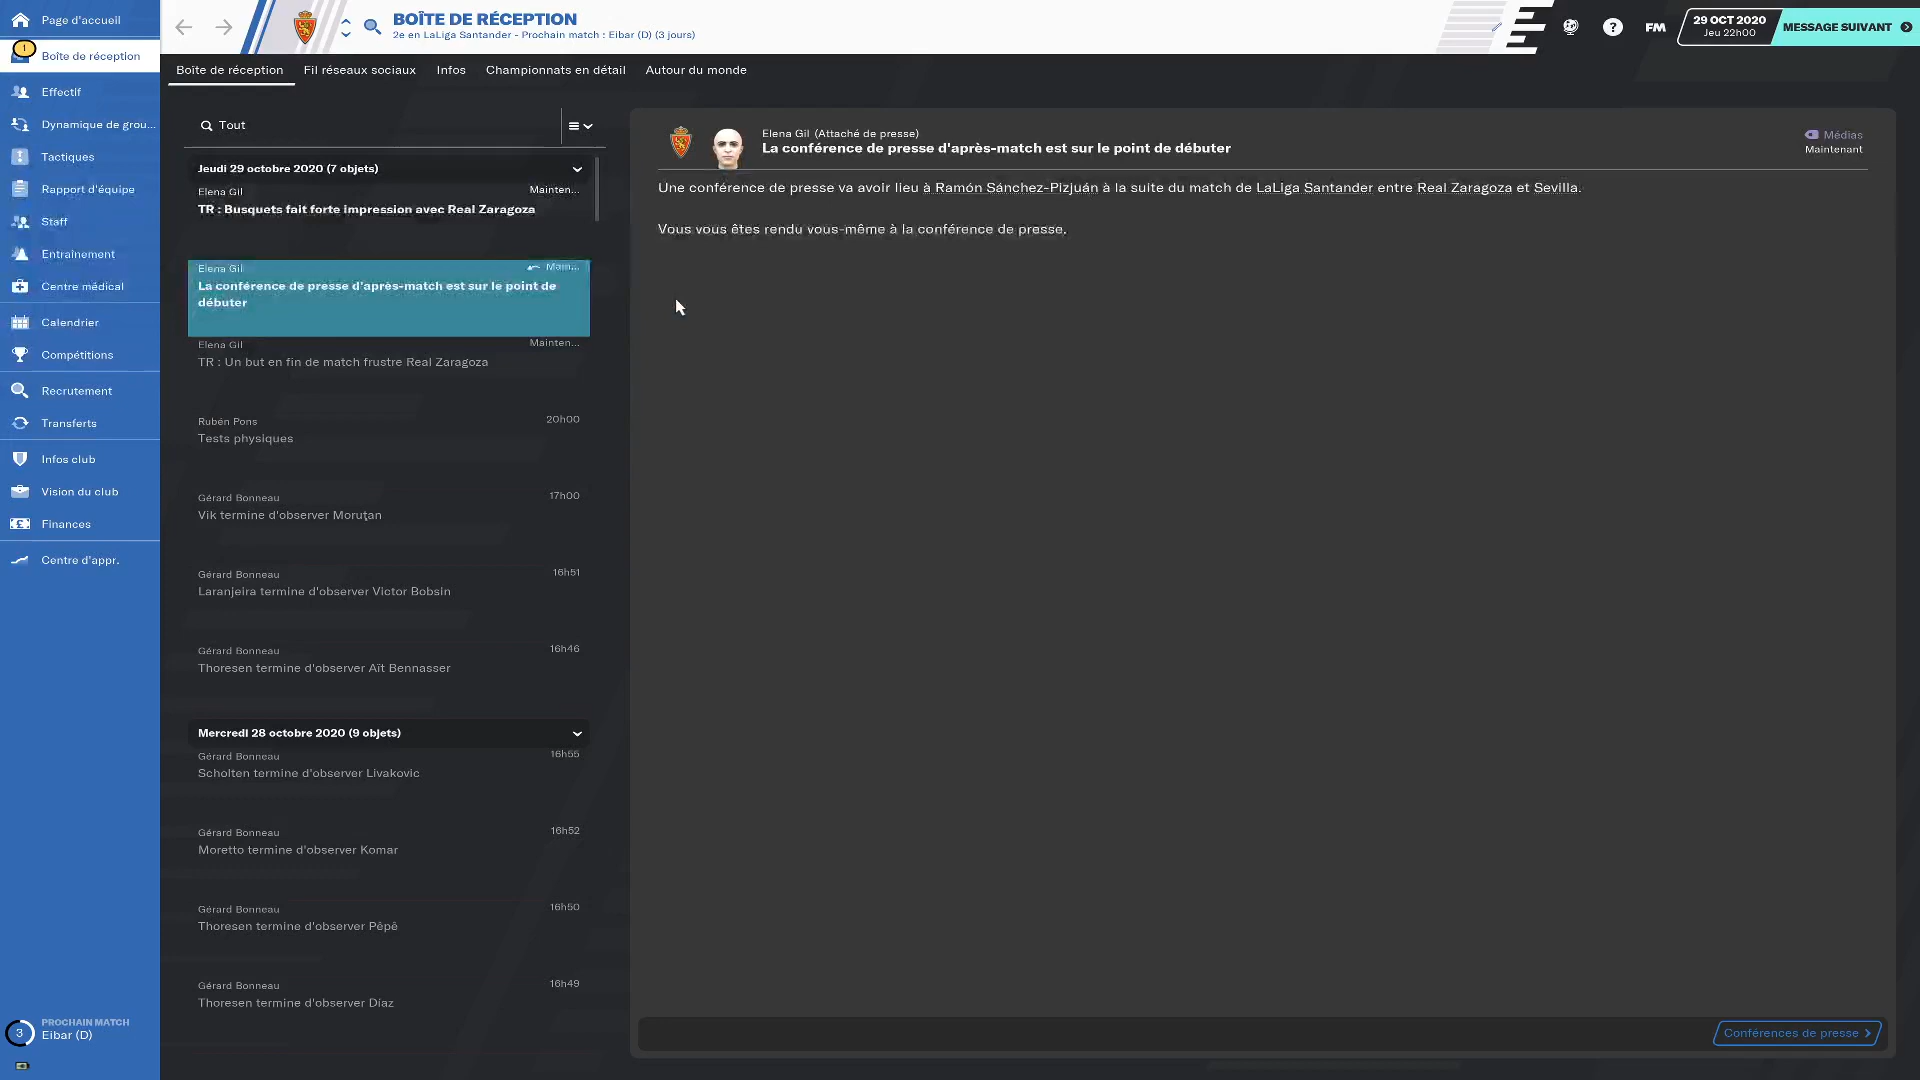 Page d'accueil
1
Boîte de réception
Effectif
Dynamique de grou...
Tactiques
Rapport d'équipe
Staff
Entraînement
Centre médical
Calendrier
Compétitions
Recrutement
Transferts
Infos club
Vision du club
Finances
Centre d'appr.
3
PROCHAIN MATCH
Eibar (D)
BOÎTE DE RÉCEPTION
2e en LaLiga Santander - Prochain match : Eibar (D) (3 jours)
?
FM
29 OCT 2020
Jeu 22h00
MESSAGE SUIVANT
Boîte de réception
Fil réseaux sociaux
Infos
Championnats en détail
Autour du monde
Tout
Jeudi 29 octobre 2020 (7 objets)
Elena Gil
Mainten...
TR : Busquets fait forte impression avec Real Zaragoza
Elena Gil
Main...
La conférence de presse d'après-match est sur le point de
débuter
Elena Gil
Mainten...
TR : Un but en fin de match frustre Real Zaragoza
Rubén Pons
20h00
Tests physiques
Gérard Bonneau
17h00
Vik termine d'observer Moruţan
Gérard Bonneau
16h51
Laranjeira termine d'observer Victor Bobsin
Gérard Bonneau
16h46
Thoresen termine d'observer Aït Bennasser
Mercredi 28 octobre 2020 (9 objets)
Gérard Bonneau
16h55
Scholten termine d'observer Livakovic
Gérard Bonneau
16h52
Moretto termine d'observer Komar
Gérard Bonneau
16h50
Thoresen termine d'observer Pêpê
Gérard Bonneau
16h49
Thoresen termine d'observer Díaz
Elena Gil (Attaché de presse)
La conférence de presse d'après-match est sur le point de débuter
Médias
Maintenant
Une conférence de presse va avoir lieu à Ramón Sánchez-Pizjuán à la suite du match de LaLiga Santander entre Real Zaragoza et Sevilla.
Vous vous êtes rendu vous-même à la conférence de presse.
Conférences de presse